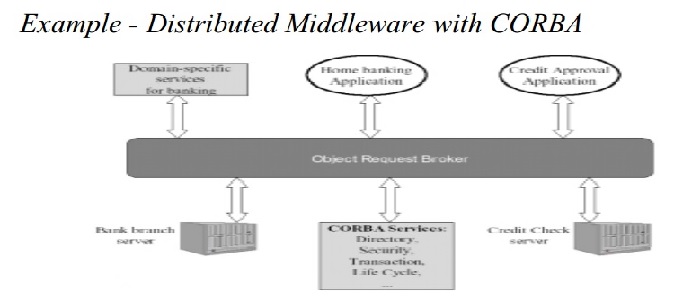 Example - Distributed Middleware with CORBA
Domain-specific
services
for banking
Home banking
Application
Credit Approval
Application
Object Request Broker
Bank branch
server
CORBA Services:
Directory,
Security,
Transaction,
Life Cycle,
...
Credit Check
server